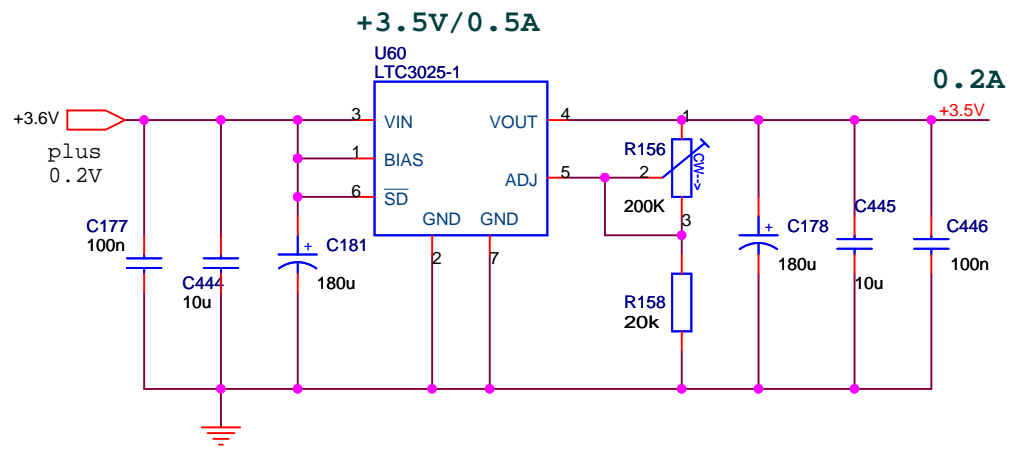 +3.5V/0.5A
U60
LTC3025-1
0.2A
+3.6V
3
VIN
VOUT
4
1
+3.5V
plus
0.2V
1
BIAS
R156
CW-->
ADJ
5
2
6
SD
200K
3
GND
GND
C177
100n
+
C181
180u
2
7
+
C178
180u
C445
10u
C446
100n
C444
10u
R158
20k